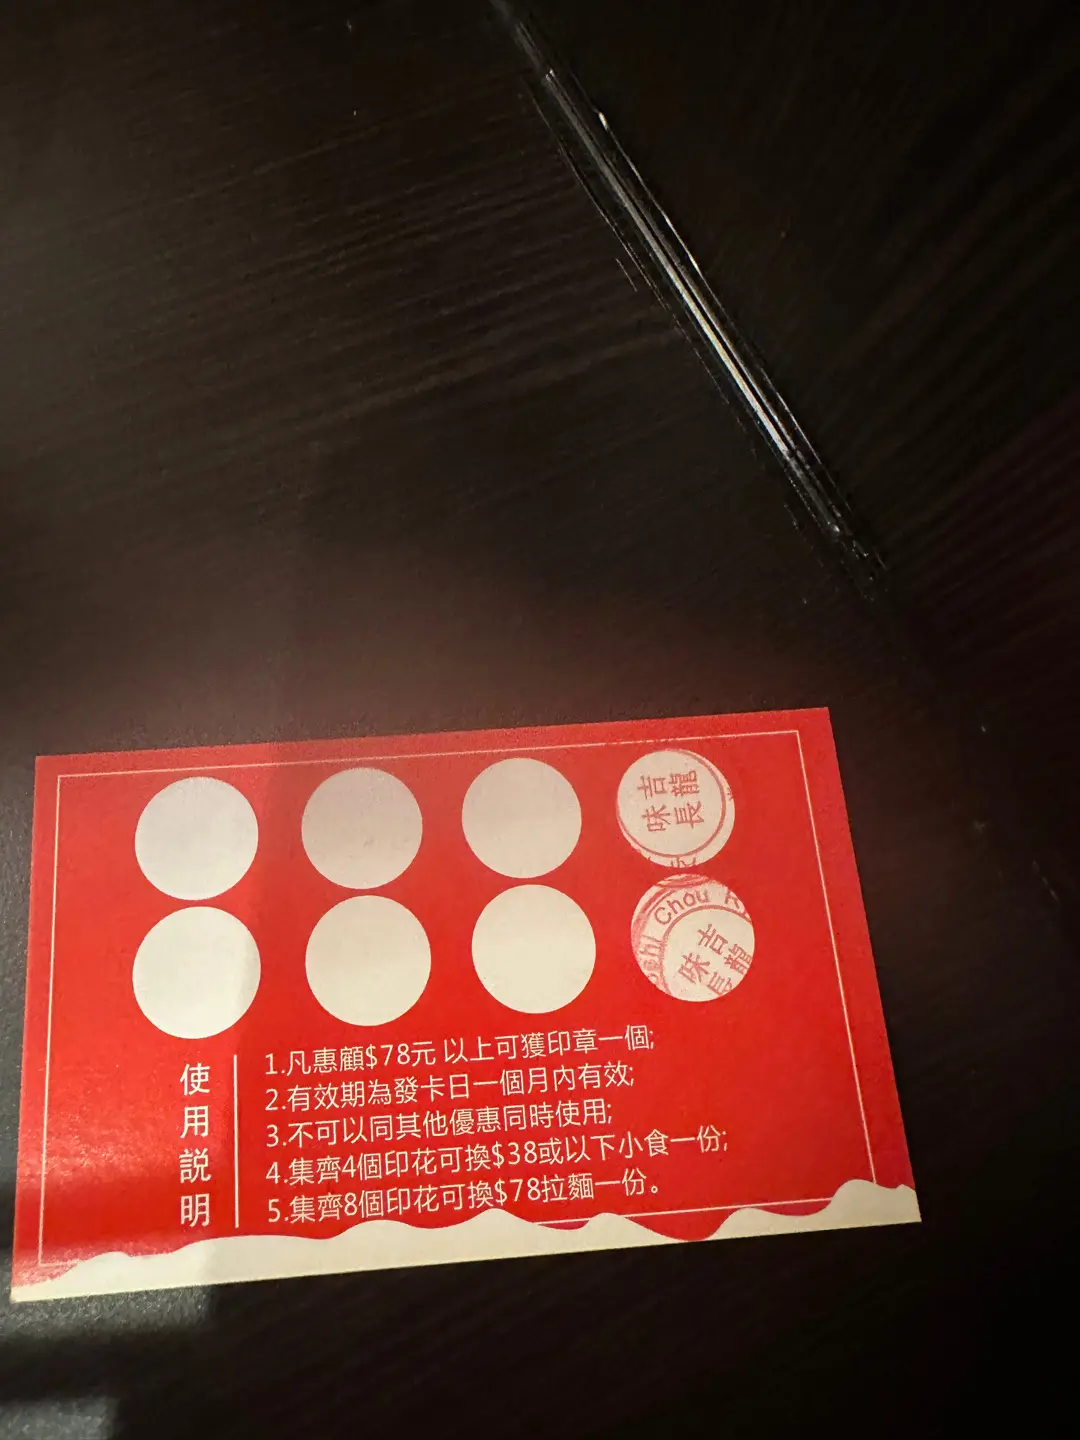 吉龍
味長
Chou
吉龍
味長
使用説明
1.凡惠顧$78元 以上可獲印章一個;
2.有效期為發卡日一個月內有效;
3.不可以同其他優惠同時使用;
4.集齊4個印花可換$38或以下小食一份;
5.集齊8個印花可換$78拉麵一份。